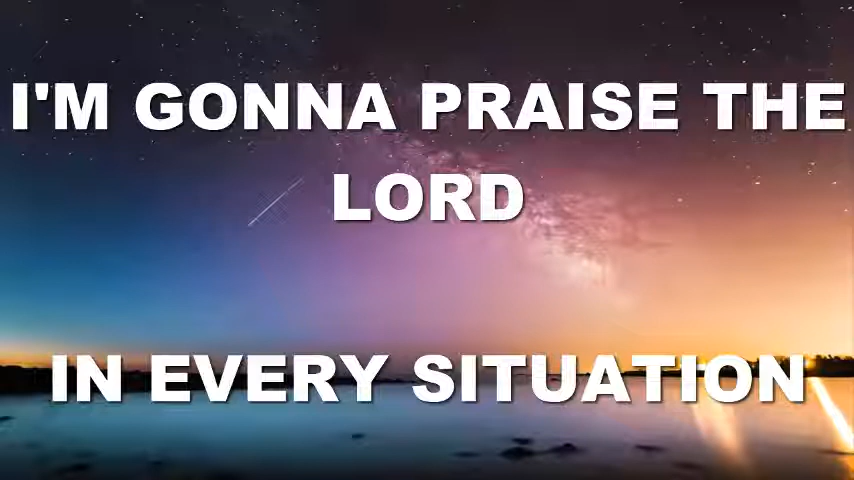 I'M GONNA PRAISE THE
LORD
IN EVERY SITUATION